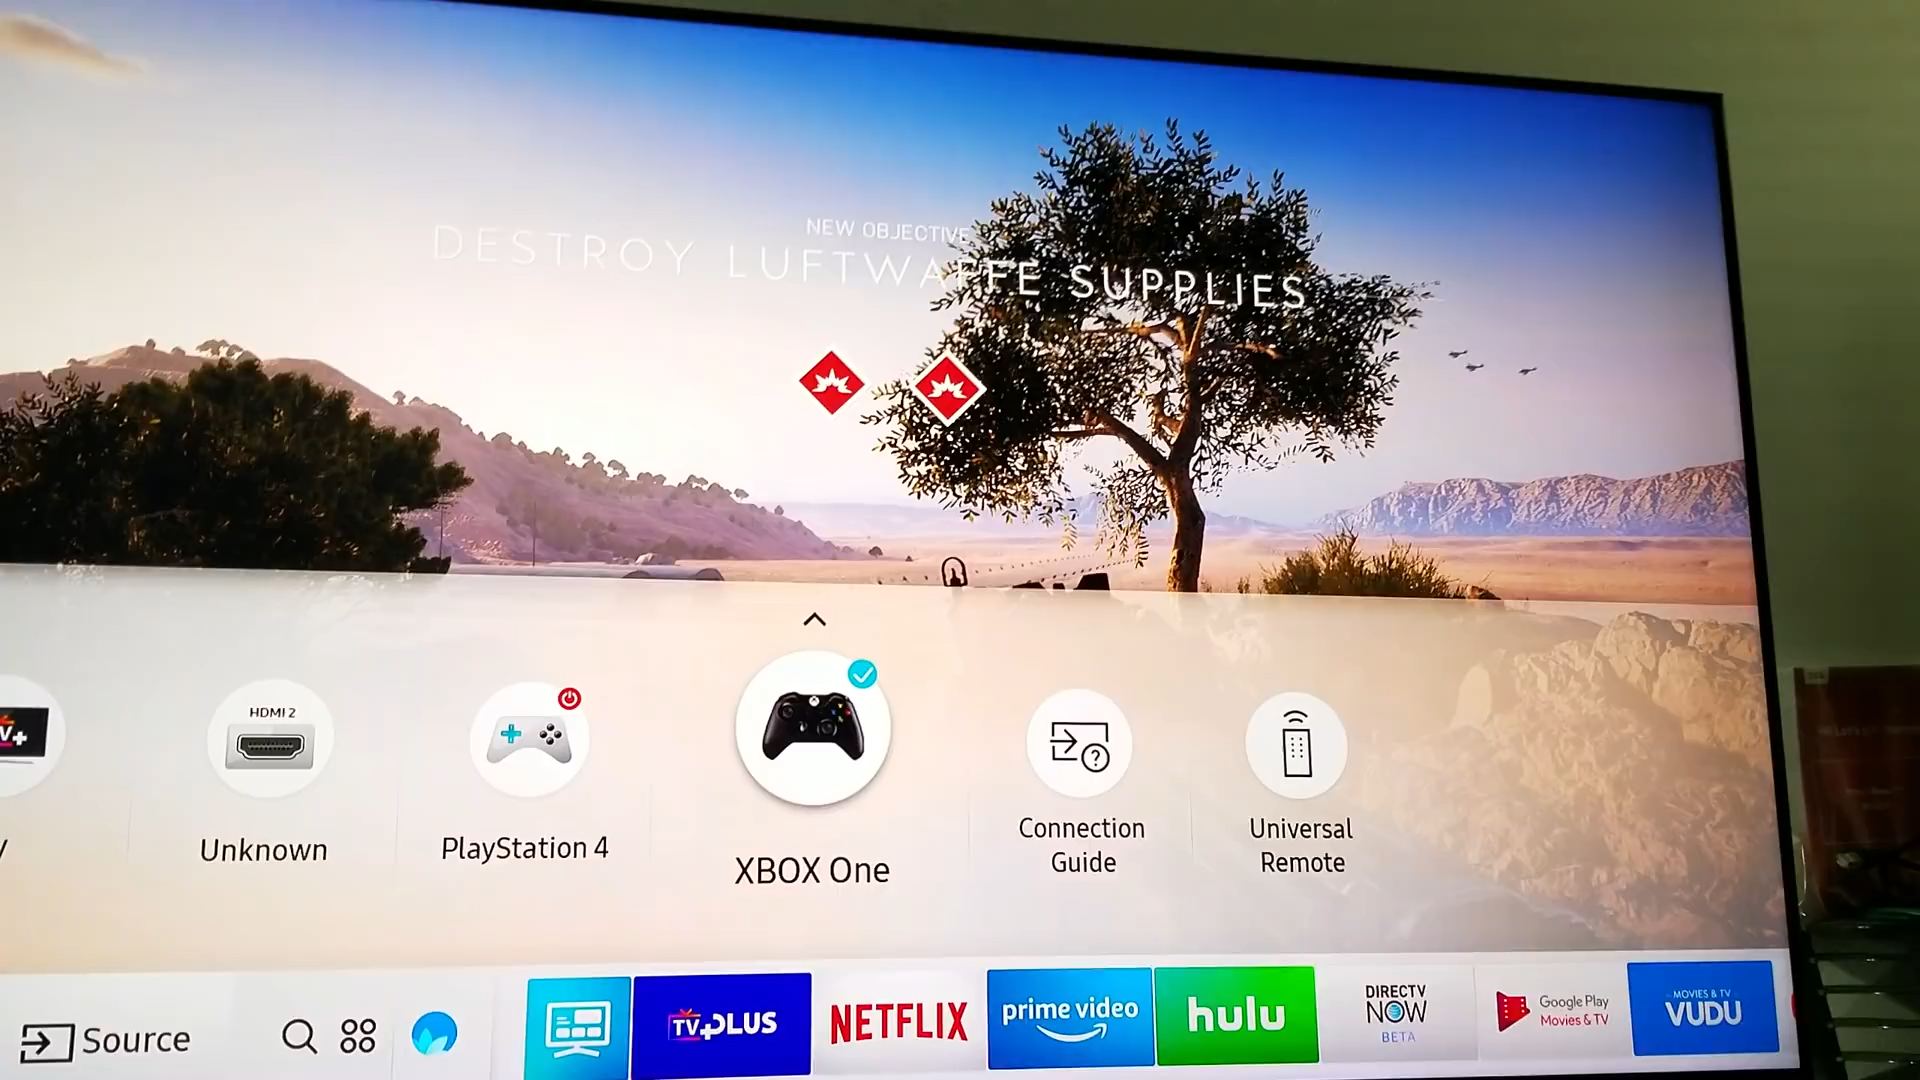 NEW OBJECTIVE
DESTROY LUFTWAFFE SUPPLIES
V+
HDMI 2
Unknown
PlayStation 4
XBOX One
Connection
Guide
Universal
Remote
Source
TV PLUS
NETFLIX
prime video
hulu
DIRECTV
NOW
BETA
Google Play
Movies & TV
MOVIES & TV
VUDU